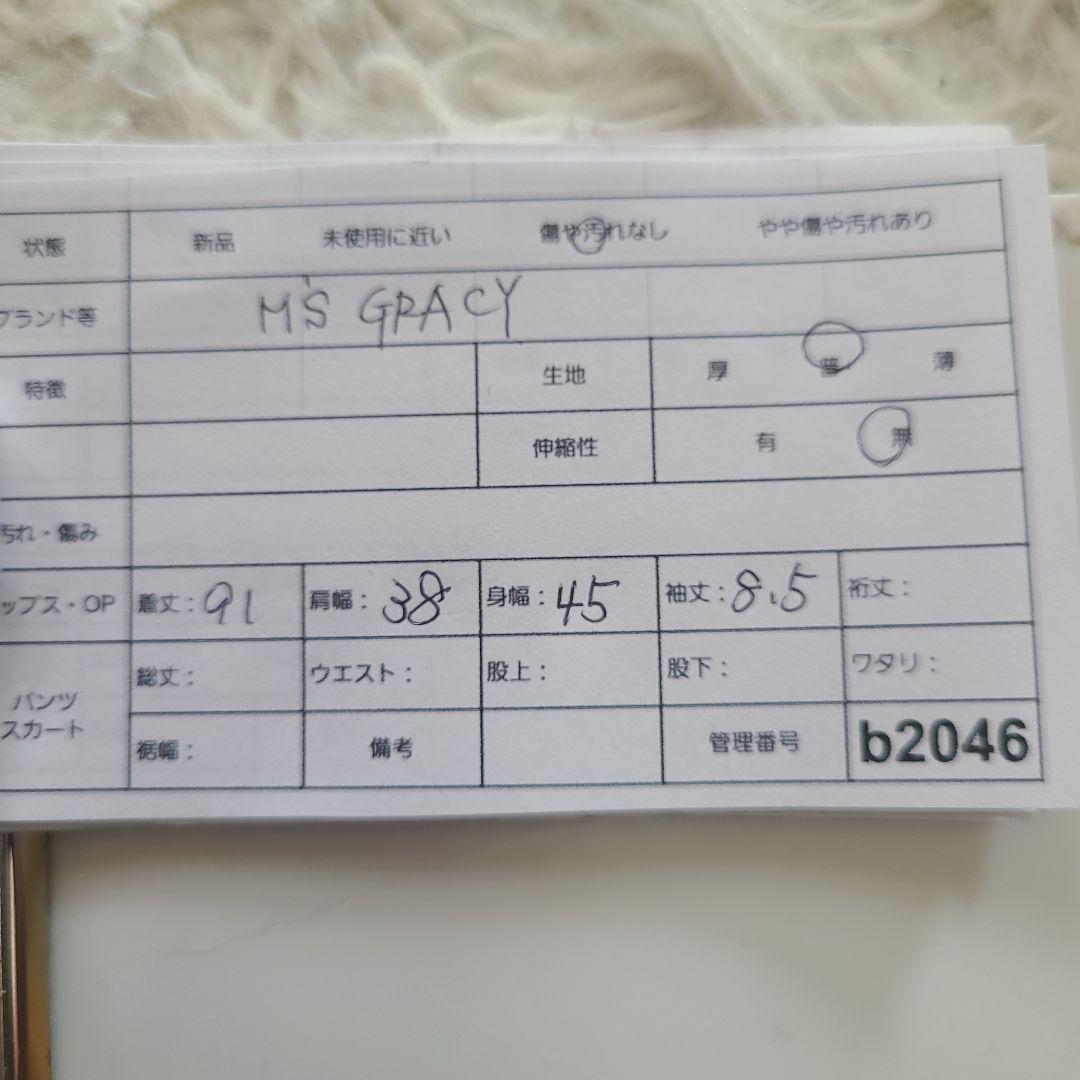 状態 新品 未使用に近い 傷や汚れなし やや傷や汚れあり
ブランド等 M'S GRACY
特徴 生地 厚 普 薄
伸縮性 有 無
汚れ・傷み
ップス・OP 着丈: 91 肩幅: 38 身幅: 45 袖丈: 8.5 裄丈:
パンツ 総丈: ウエスト: 股上: 股下: ワタリ:
スカート
裾幅: 備考 管理番号 b2046